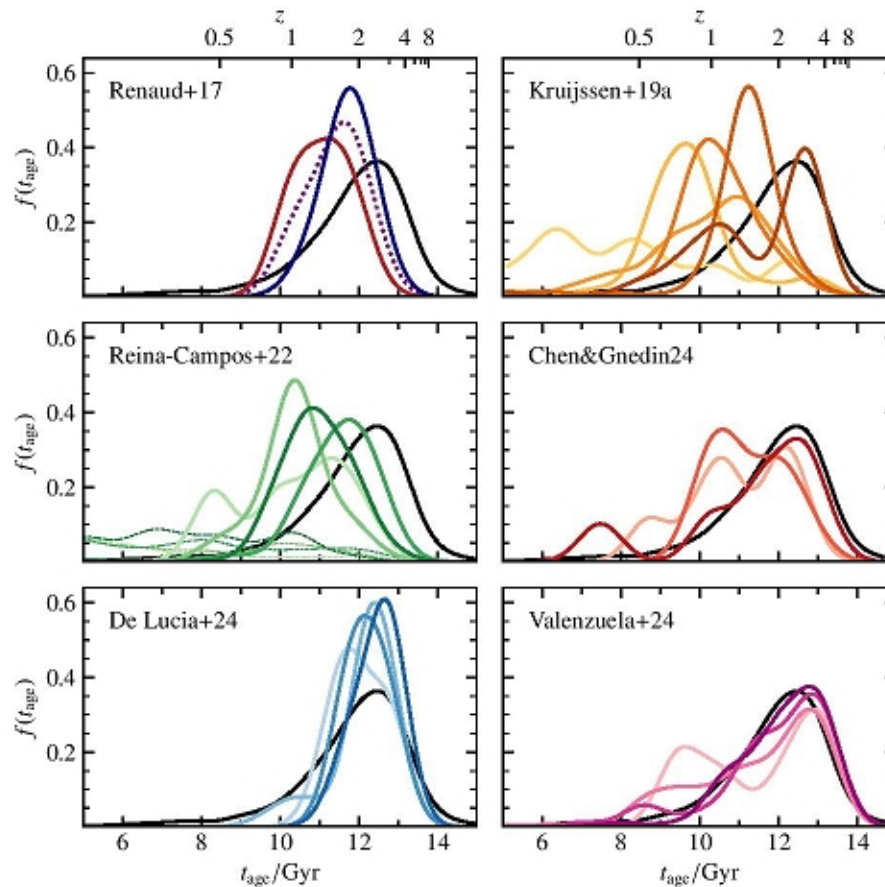 z z
0.5 1 2 4 8 0.5 1 2 4 8
0.6 Renaud+17 Kruijssen+19a
0.4
f(t_age)
0.2
0.6
Reina-Campos+22 Chen&Gnedin24
0.4
f(t_age)
0.2
0.6 De Lucia+24 Valenzuela+24
0.4
f(t_age)
0.2
6 8 10 12 14 6 8 10 12 14
t_age/Gyr t_age/Gyr